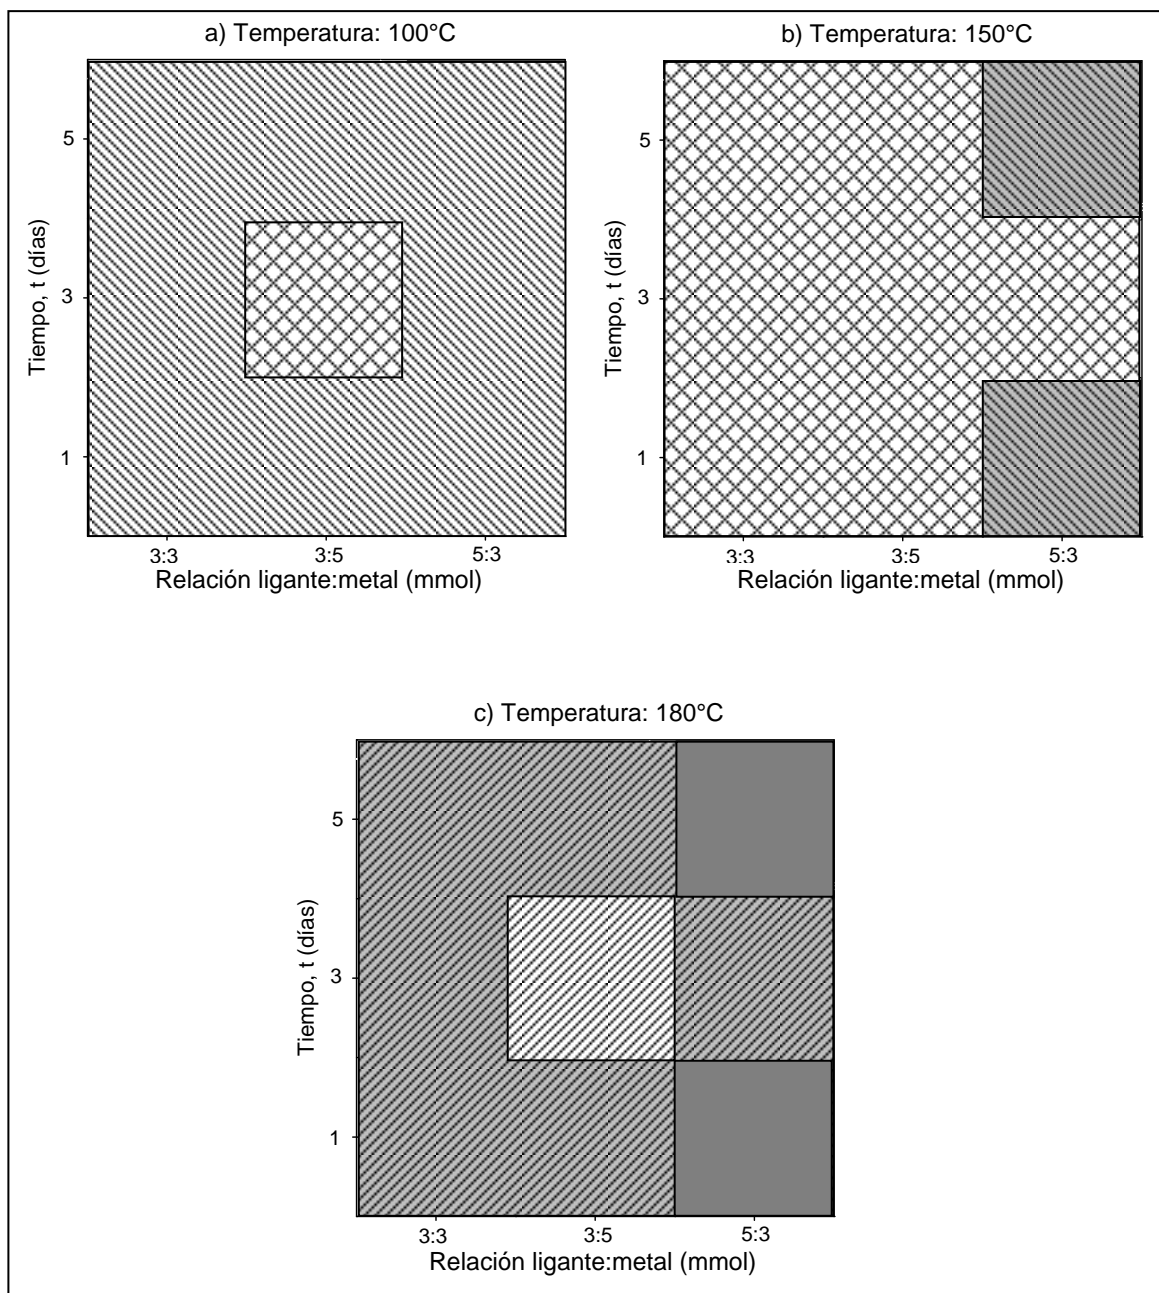 a) Temperatura: 100°C
5
3
1
Tiempo, t (días)
3:3 3:5 5:3
Relación ligante:metal (mmol)
b) Temperatura: 150°C
5
3
1
Tiempo, t (días)
3:3 3:5 5:3
Relación ligante:metal (mmol)
c) Temperatura: 180°C
5
3
1
Tiempo, t (días)
3:3 3:5 5:3
Relación ligante:metal (mmol)